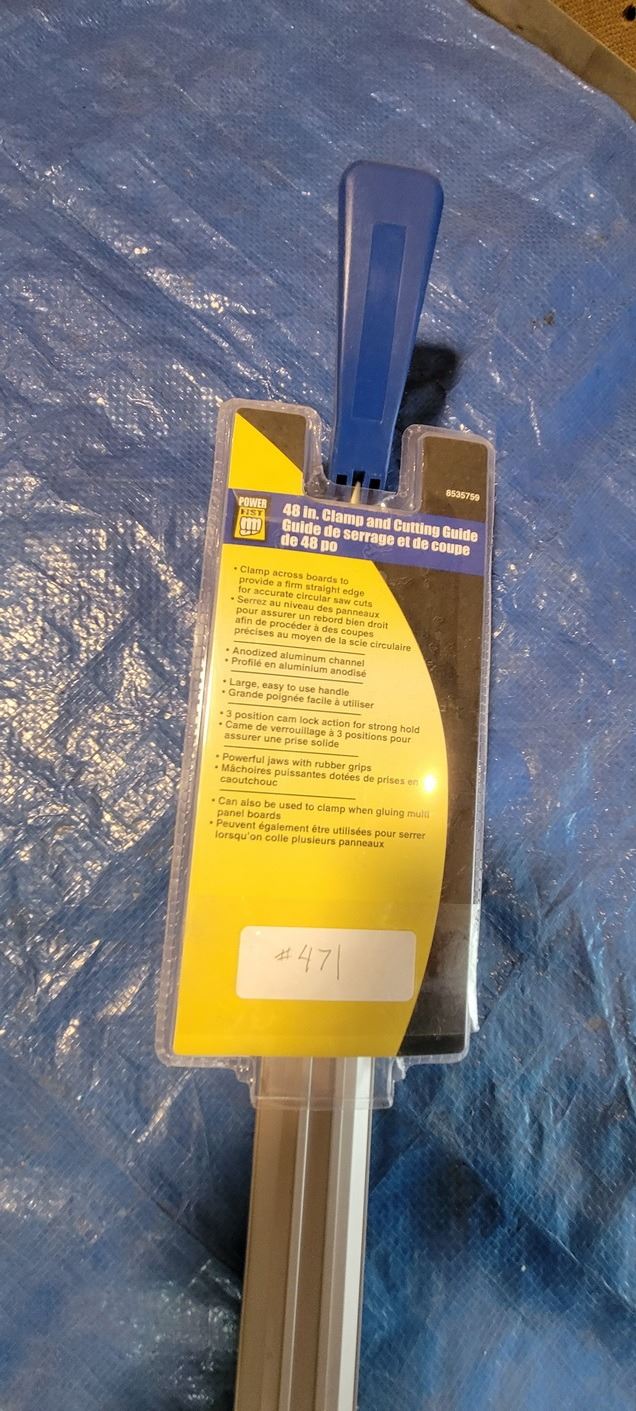 8535759
POWER
FIST
48 in. Clamp and Cutting Guide
Guide de serrage et de coupe
de 48 po
• Clamp across boards to
provide a firm straight edge
for accurate circular saw cuts
• Serrez au niveau des panneaux
pour assurer un rebord bien droit
afin de procéder à des coupes
précises au moyen de la scie circulaire
• Anodized aluminum channel
• Profilé en aluminium anodisé
• Large, easy to use handle
• Grande poignée facile à utiliser
• 3 position cam lock action for strong hold
• Came de verrouillage à 3 positions pour
assurer une prise solide
• Powerful jaws with rubber grips
• Mâchoires puissantes dotées de prises en
caoutchouc
• Can also be used to clamp when gluing multi
panel boards
• Peuvent également être utilisées pour serrer
lorsqu'on colle plusieurs panneaux
#471